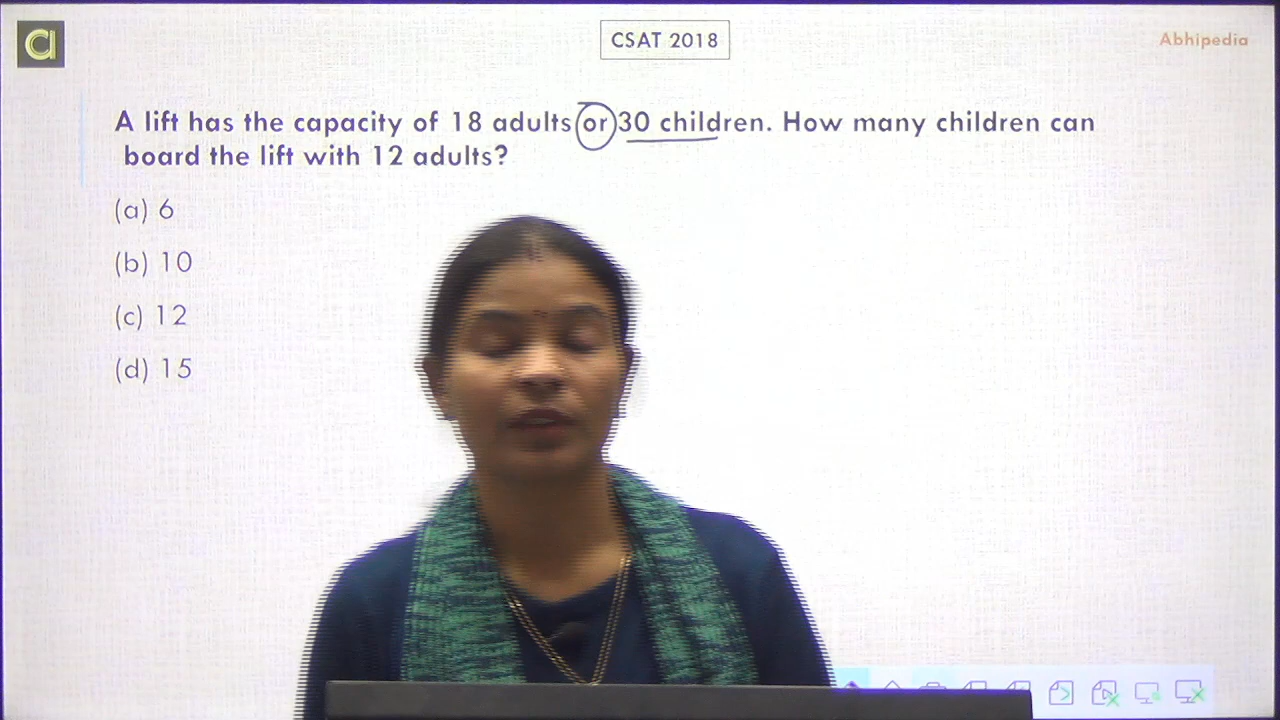 CSAT 2018
Abhipedia
A lift has the capacity of 18 adults or 30 children. How many children can
board the lift with 12 adults?
(a) 6
(b) 10
(c) 12
(d) 15